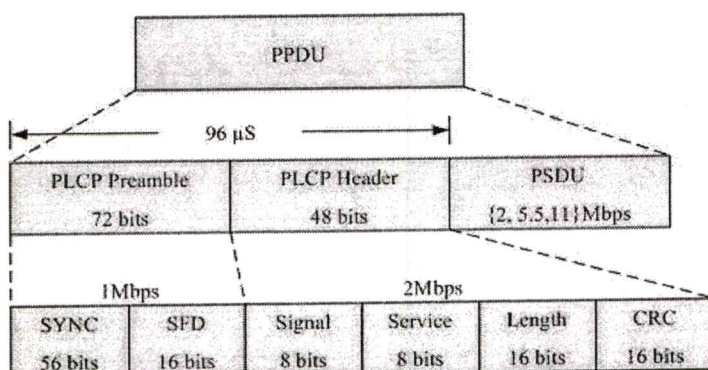 PPDU
96 μS
PLCP Preamble
72 bits
PLCP Header
48 bits
PSDU
{2, 5.5,11}Mbps
1Mbps
2Mbps
SYNC
56 bits
SFD
16 bits
Signal
8 bits
Service
8 bits
Length
16 bits
CRC
16 bits